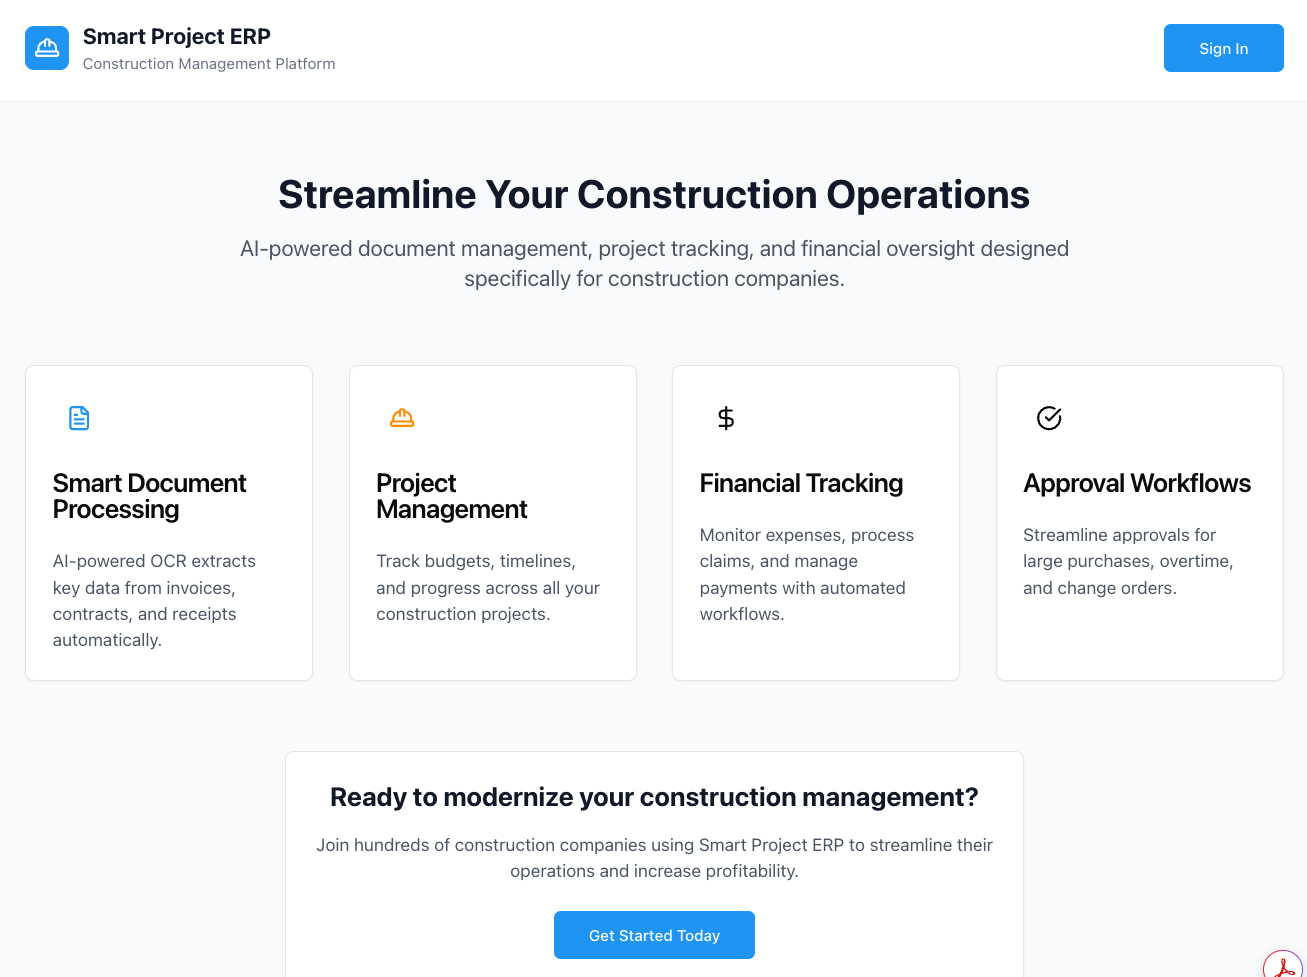 Smart Project ERP
Construction Management Platform
Sign In
Streamline Your Construction Operations
AI-powered document management, project tracking, and financial oversight designed
specifically for construction companies.
Smart Document
Processing
AI-powered OCR extracts
key data from invoices,
contracts, and receipts
automatically.
Project
Management
Track budgets, timelines,
and progress across all your
construction projects.
Financial Tracking
Monitor expenses, process
claims, and manage
payments with automated
workflows.
Approval Workflows
Streamline approvals for
large purchases, overtime,
and change orders.
Ready to modernize your construction management?
Join hundreds of construction companies using Smart Project ERP to streamline their
operations and increase profitability.
Get Started Today